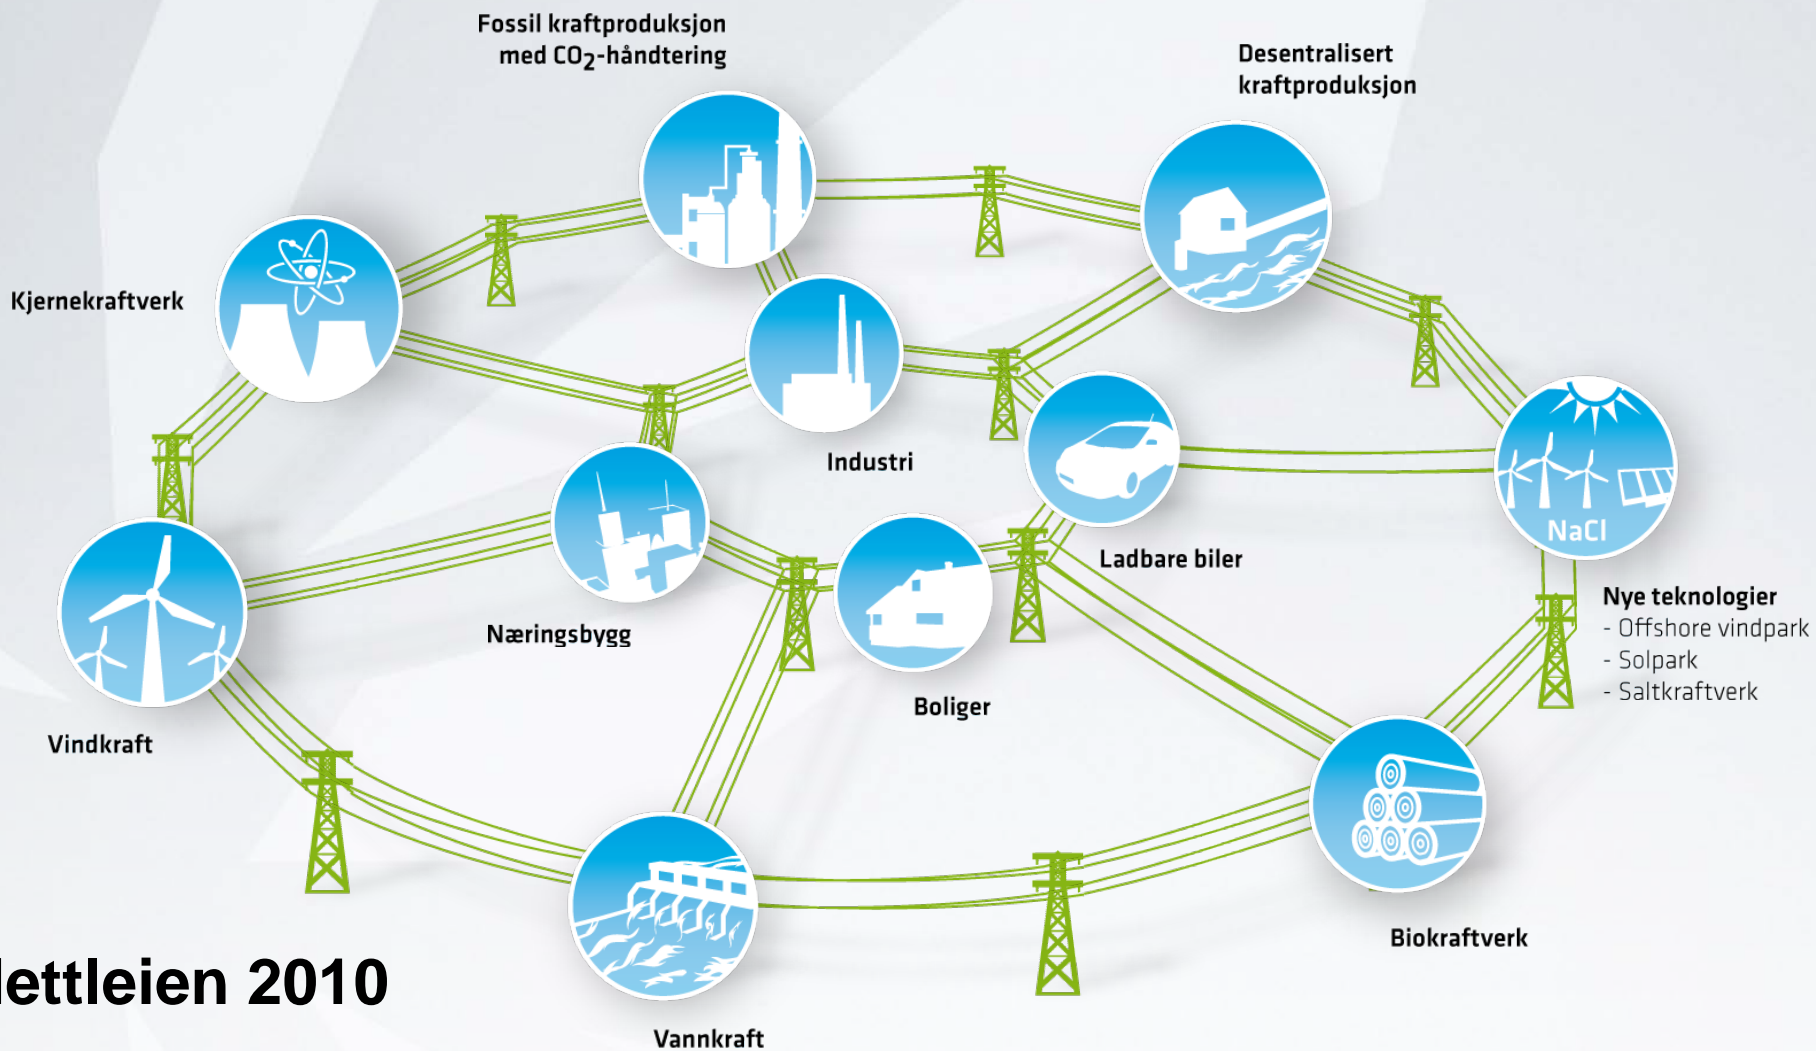 Fossil kraftproduksjon
med CO2-håndtering
Desentralisert
kraftproduksjon
Kjernekraftverk
Industri
Ladbare biler
NaCl
Nye teknologier
- Offshore vindpark
- Solpark
- Saltkraftverk
Næringsbygg
Boliger
Vindkraft
Biokraftverk
ettleien 2010
Vannkraft